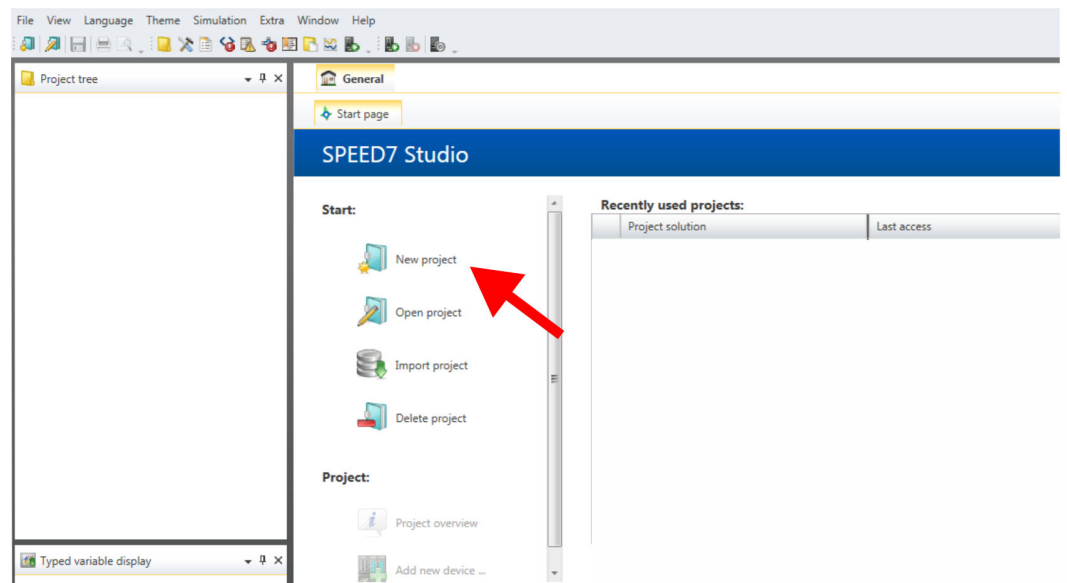 File View Language Theme Simulation Extra Window Help
Project tree
General
Start page
SPEED7 Studio
Start:
New project
Open project
Import project
Delete project
Project:
Project overview
Add new device ...
Recently used projects:
Project solution Last access
Typed variable display